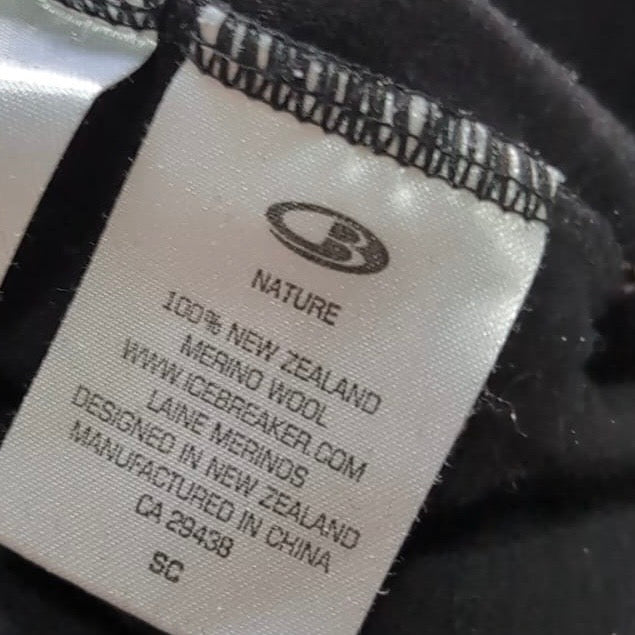 NATURE
100% NEW ZEALAND
MERINO WOOL
WWW.ICEBREAKER.COM
LAINE MERINOS
DESIGNED IN NEW ZEALAND
MANUFACTURED IN CHINA
CA 29438
SC